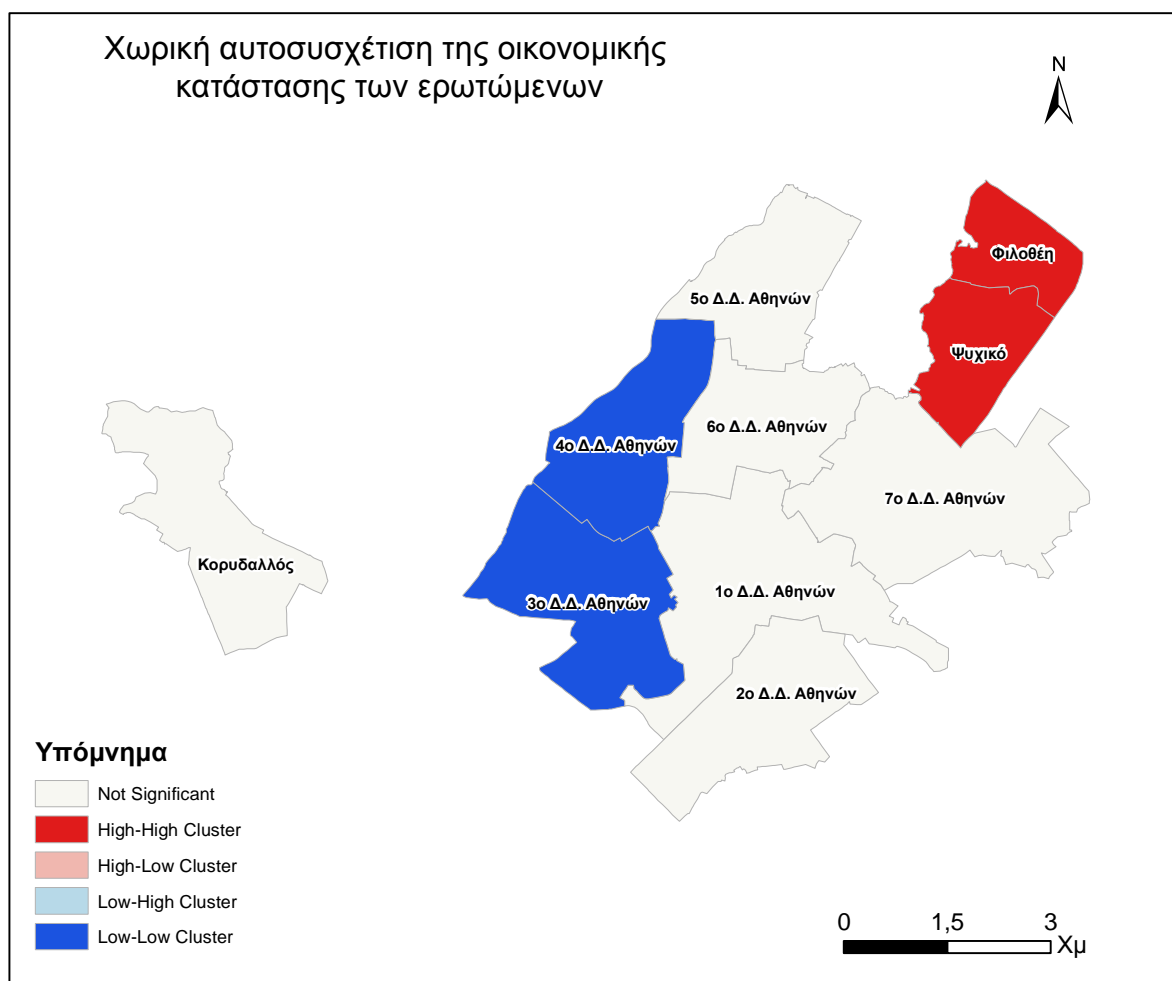 Χωρική αυτοσυσχέτιση της οικονομικής
κατάστασης των ερωτώμενων
N
Φιλοθέη
5ο Δ.Δ. Αθηνών
Ψυχικό
6ο Δ.Δ. Αθηνών
4ο Δ.Δ. Αθηνών
7ο Δ.Δ. Αθηνών
Κορυδαλλός
1ο Δ.Δ. Αθηνών
3ο Δ.Δ. Αθηνών
2ο Δ.Δ. Αθηνών
Υπόμνημα
Not Significant
High-High Cluster
High-Low Cluster
Low-High Cluster
Low-Low Cluster
0 1,5 3
Χμ